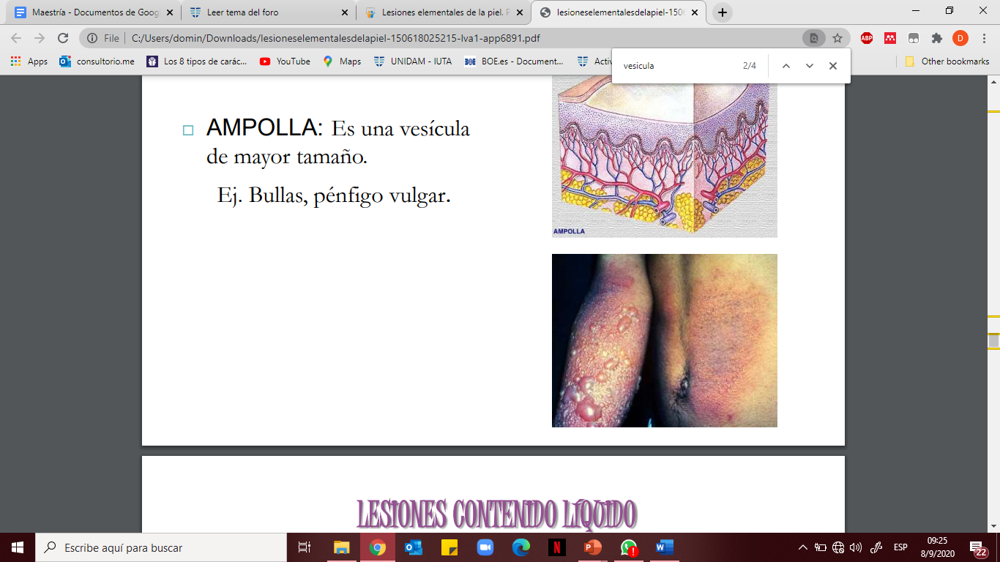 Maestría - Documentos de Goog
Leer tema del foro
Lesiones elementales de la piel. P
lesioneselementalesdelapiel-1506
File
C:/Users/domin/Downloads/lesioneselementalesdelapiel-150618025215-lva1-app6891.pdf
ABP
D
Apps
consultorio.me
Los 8 tipos de carác...
YouTube
Maps
UNIDAM - IUTA
BOE.es - Document...
Activ
Other bookmarks
vesicula
2/4
AMPOLLA: Es una vesícula
de mayor tamaño.
Ej. Bullas, pénfigo vulgar.
AMPOLLA
LESIONES CONTENIDO LÍQUIDO
Escribe aquí para buscar
ESP
09:25
8/9/2020
22